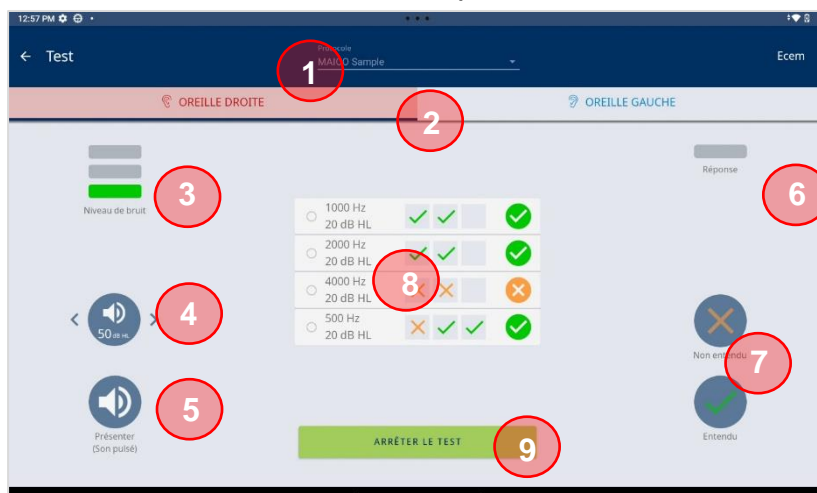 12:57 PM
← Test
Protocole
MAICO Sample
Ecem
1
OREILLE DROITE
OREILLE GAUCHE
2
3
Niveau de bruit
Réponse
6
1000 Hz
20 dB HL
2000 Hz
20 dB HL
4000 Hz
20 dB HL
500 Hz
20 dB HL
8
4
50 dB HL
5
Présenter
(Son pulsé)
Non entendu
7
Entendu
ARRÊTER LE TEST
9